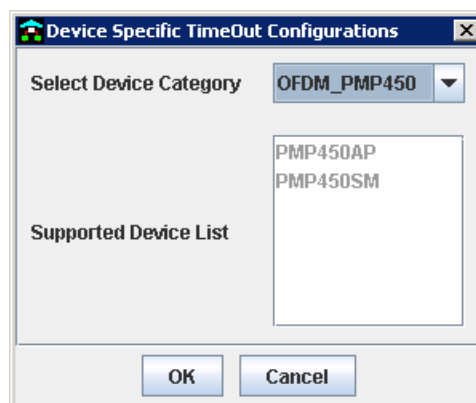 Device Specific TimeOut Configurations
Select Device Category OFDM_PMP450
PMP450AP
PMP450SM
Supported Device List
OK Cancel